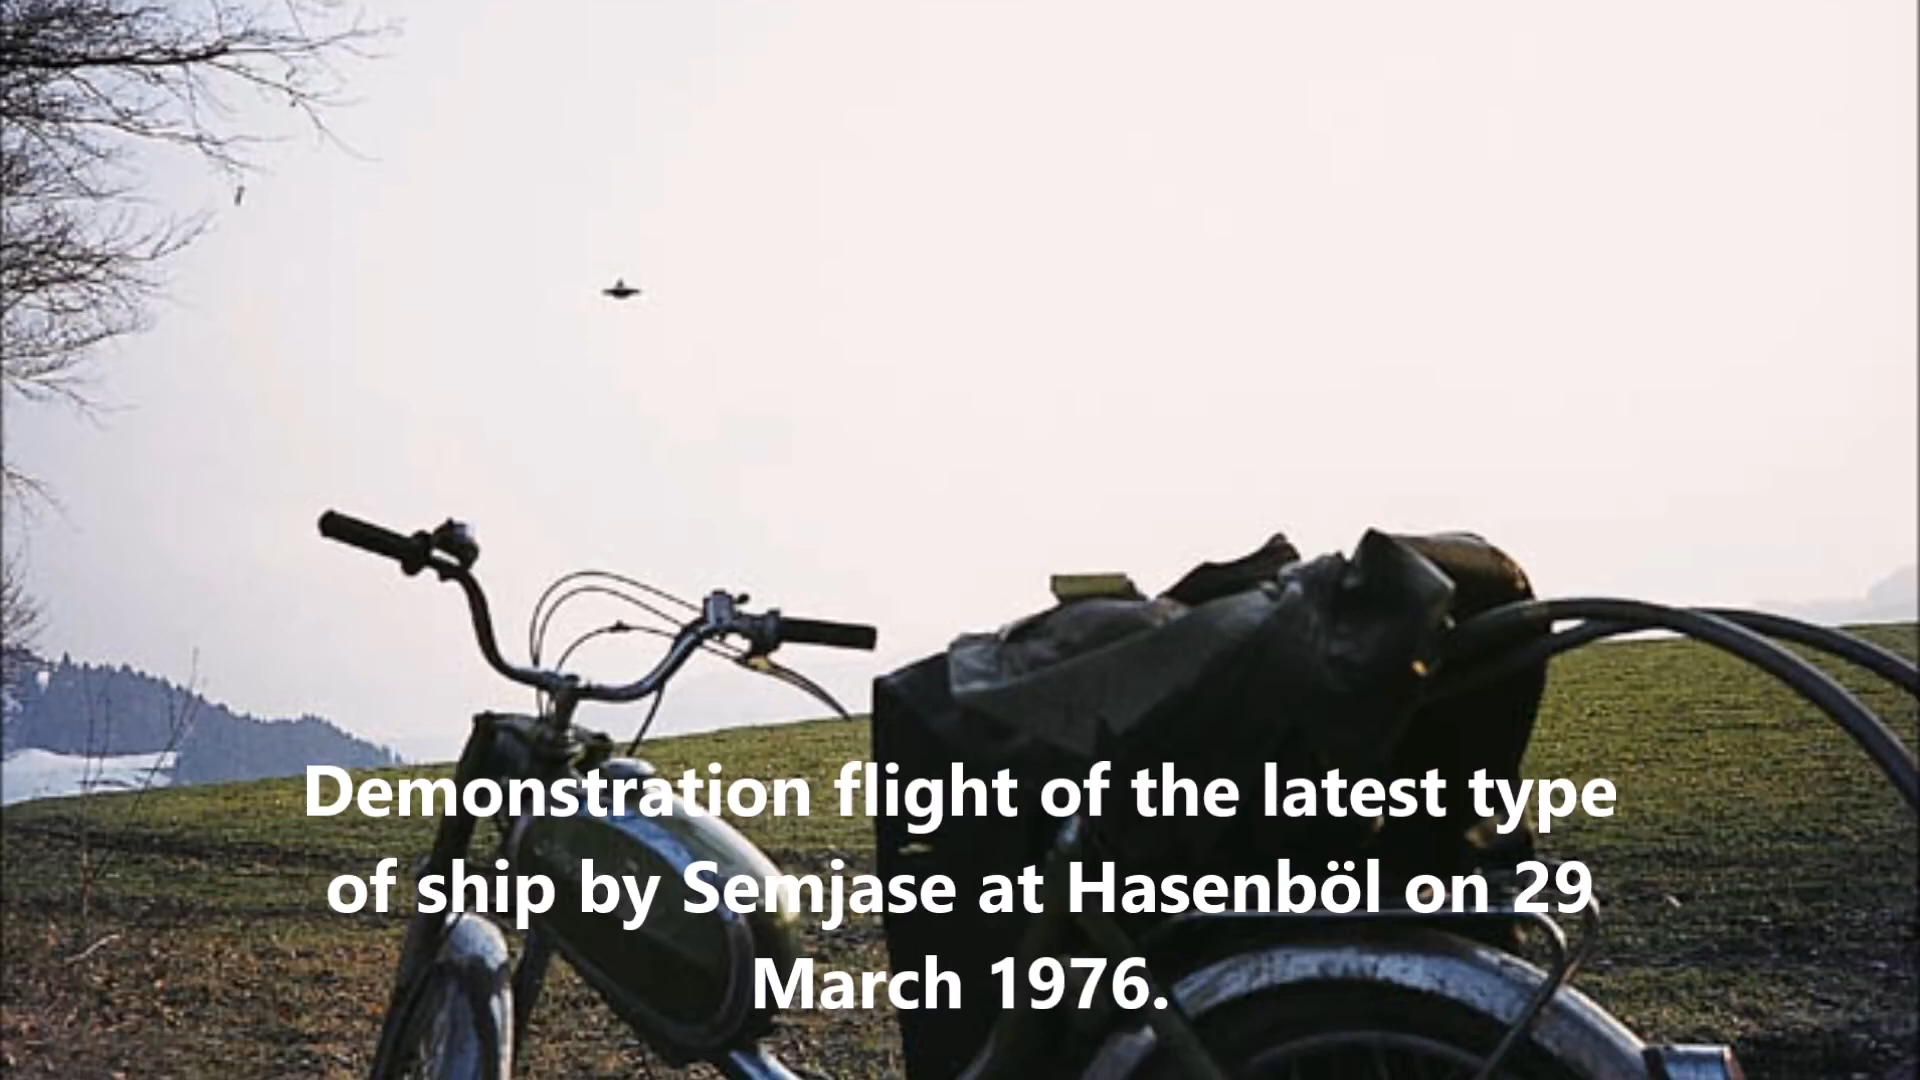 Demonstration flight of the latest type
of ship by Semjase at Hasenböl on 29
March 1976.